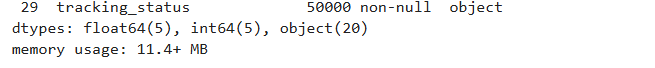 29  tracking_status               50000 non-null  object
dtypes: float64(5), int64(5), object(20)
memory usage: 11.4+ MB